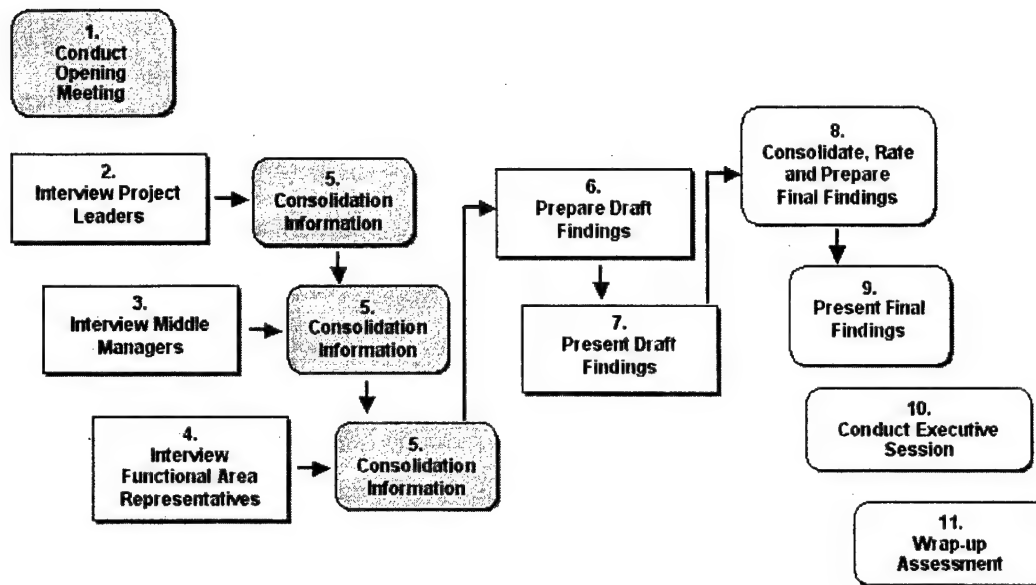 1.
Conduct
Opening
Meeting
2.
Interview Project
Leaders
5.
Consolidation
Information
3.
Interview Middle
Managers
5.
Consolidation
Information
4.
Interview
Functional Area
Representatives
5.
Consolidation
Information
6.
Prepare Draft
Findings
7.
Present Draft
Findings
8.
Consolidate, Rate
and Prepare
Final Findings
9.
Present Final
Findings
10.
Conduct Executive
Session
11.
Wrap-up
Assessment